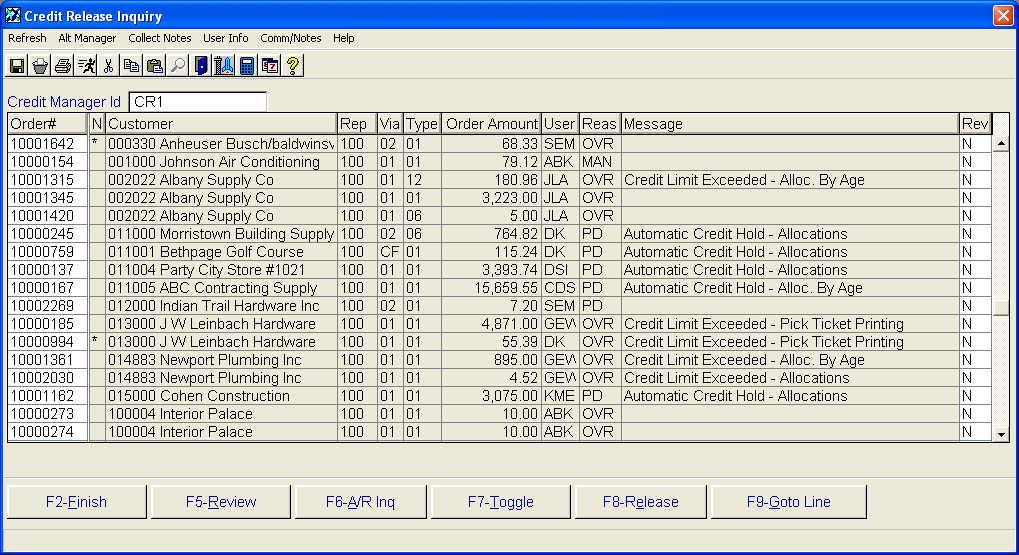 Credit Release Inquiry
Refresh Alt Manager Collect Notes User Info Comm/Notes Help
Credit Manager Id CR1
Order# N Customer Rep Via Type Order Amount User Reas Message Rev
10001642 * 000330 Anheuser Busch/baldwinsv 100 02 01 68.33 SEM OVR N
10000154 001000 Johnson Air Conditioning 100 01 01 79.12 ABK MAN N
10001315 002022 Albany Supply Co 100 01 12 180.96 JLA OVR Credit Limit Exceeded - Alloc. By Age N
10001345 002022 Albany Supply Co 100 01 01 3,223.00 JLA OVR N
10001420 002022 Albany Supply Co 100 01 06 5.00 JLA OVR N
10000245 011000 Morristown Building Supply 100 02 06 764.82 DK PD Automatic Credit Hold - Allocations N
10000759 011001 Bethpage Golf Course 100 CF 01 115.24 DK PD Automatic Credit Hold - Allocations N
10000137 011004 Party City Store #1021 100 01 01 3,393.74 DSI PD Automatic Credit Hold - Allocations N
10000167 011005 ABC Contracting Supply 100 01 01 15,659.55 CDS PD Automatic Credit Hold - Alloc. By Age N
10002269 012000 Indian Trail Hardware Inc 100 02 01 7.20 SEM PD N
10000185 013000 J W Leinbach Hardware 100 01 01 4,871.00 GEW OVR Credit Limit Exceeded - Pick Ticket Printing N
10000994 * 013000 J W Leinbach Hardware 100 01 01 55.39 DK OVR Credit Limit Exceeded - Pick Ticket Printing N
10001361 014883 Newport Plumbing Inc 100 01 01 895.00 GEW OVR Credit Limit Exceeded - Alloc. By Age N
10002030 014883 Newport Plumbing Inc 100 01 01 4.52 GEW OVR Credit Limit Exceeded - Allocations N
10001162 015000 Cohen Construction 100 01 01 3,075.00 KME PD Automatic Credit Hold - Allocations N
10000273 100004 Interior Palace 100 01 01 10.00 ABK OVR N
10000274 100004 Interior Palace 100 01 01 10.00 ABK OVR N
F2-Finish F5-Review F6-A/R Inq F7-Toggle F8-Release F9-Goto Line